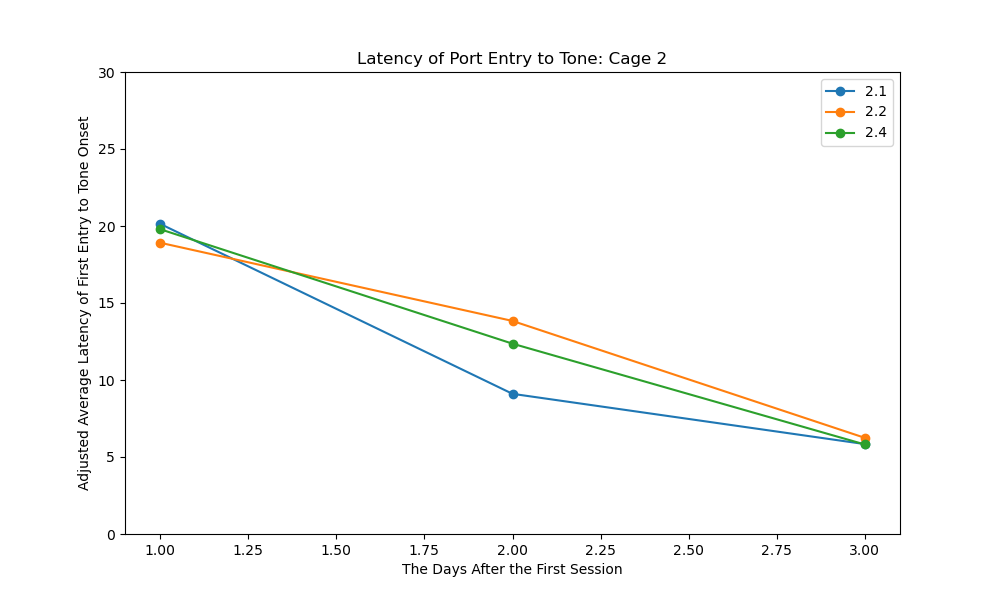 Latency of Port Entry to Tone: Cage 2
Adjusted Average Latency of First Entry to Tone Onset
30
25
20
15
10
5
0
2.1
2.2
2.4
1.00 1.25 1.50 1.75 2.00 2.25 2.50 2.75 3.00
The Days After the First Session